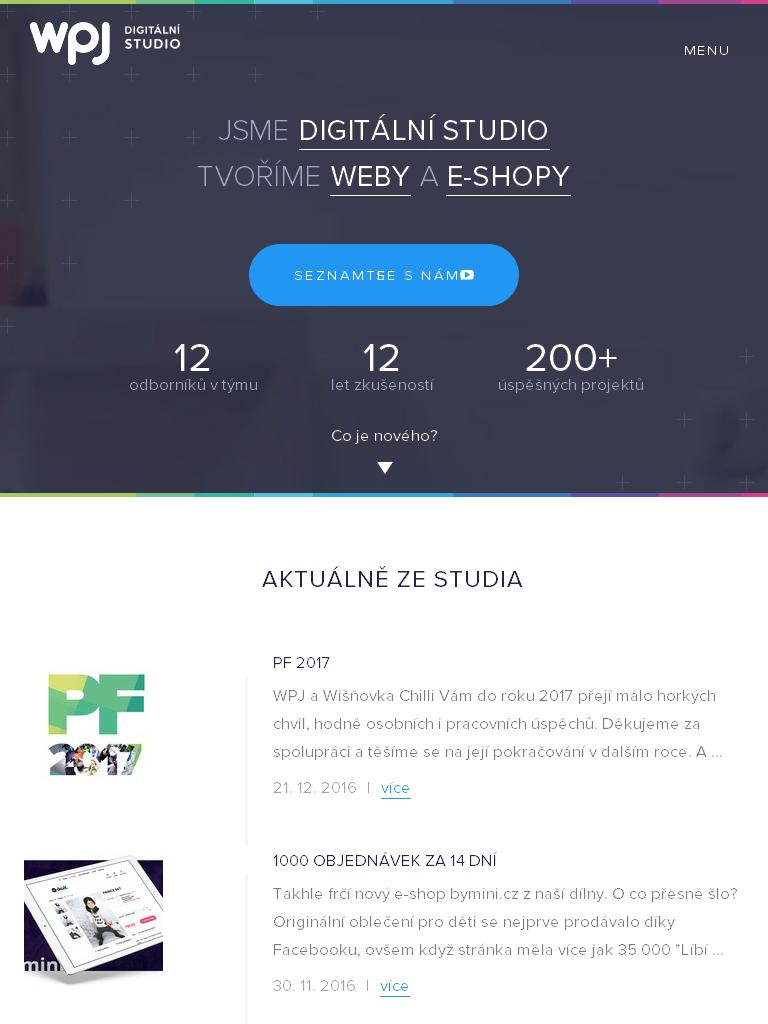 WPJ DIGITÁLNÍ STUDIO
MENU
JSME DIGITÁLNÍ STUDIO
TVOŘÍME WEBY A E-SHOPY
SEZNAMTE SE S NÁMI
12
odborníků v týmu
12
let zkušeností
200+
úspěšných projektů
Co je nového?
AKTUÁLNĚ ZE STUDIA
PF 2017
PF
2017
WPJ a Wišňovka Chilli Vám do roku 2017 přejí málo horkých
chvil, hodně osobních i pracovních úspěchů. Děkujeme za
spolupráci a těšíme se na její pokračování v dalším roce. A ...
21. 12. 2016 | více
1000 OBJEDNÁVEK ZA 14 DNÍ
Takhle frčí nový e-shop bymini.cz z naší dílny. O co přesně šlo?
Originální oblečení pro děti se nejprve prodávalo díky
Facebooku, ovšem když stránka měla více jak 35 000 "Líbí ...
30. 11. 2016 | více